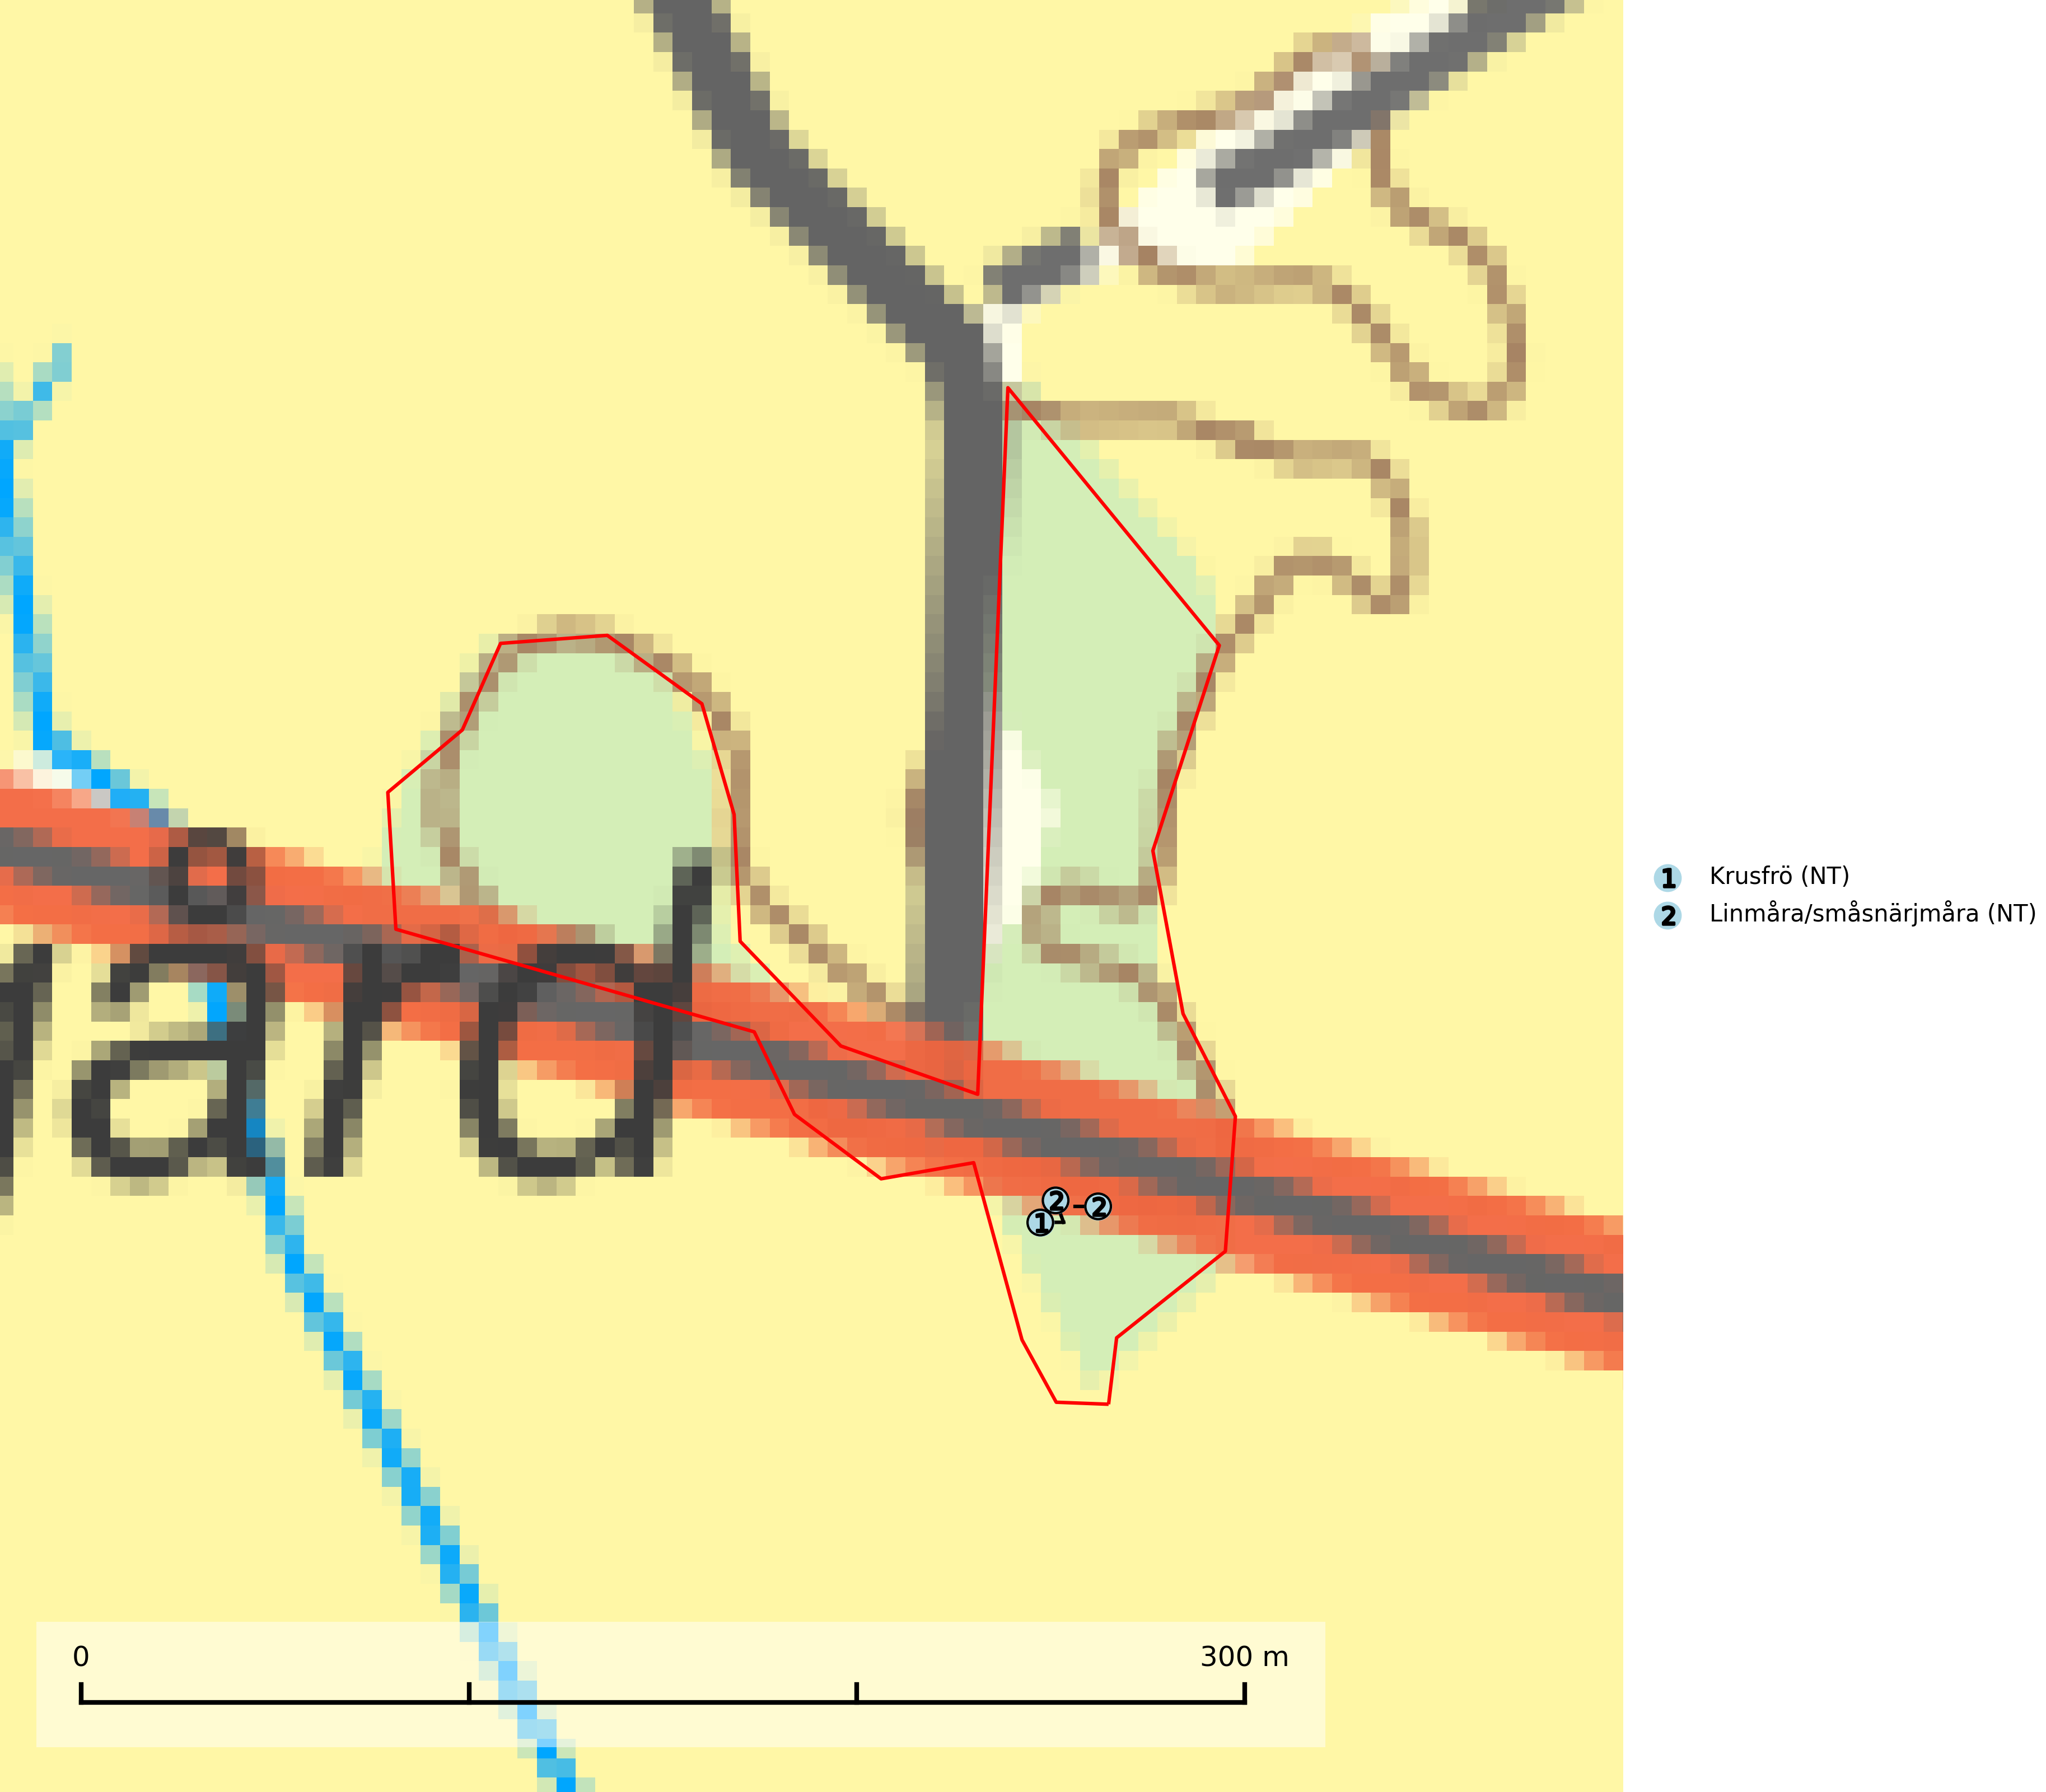 2
2
1
1 Krusfrö (NT)
2 Linmåra/småsnärjmåra (NT)
0
300 m